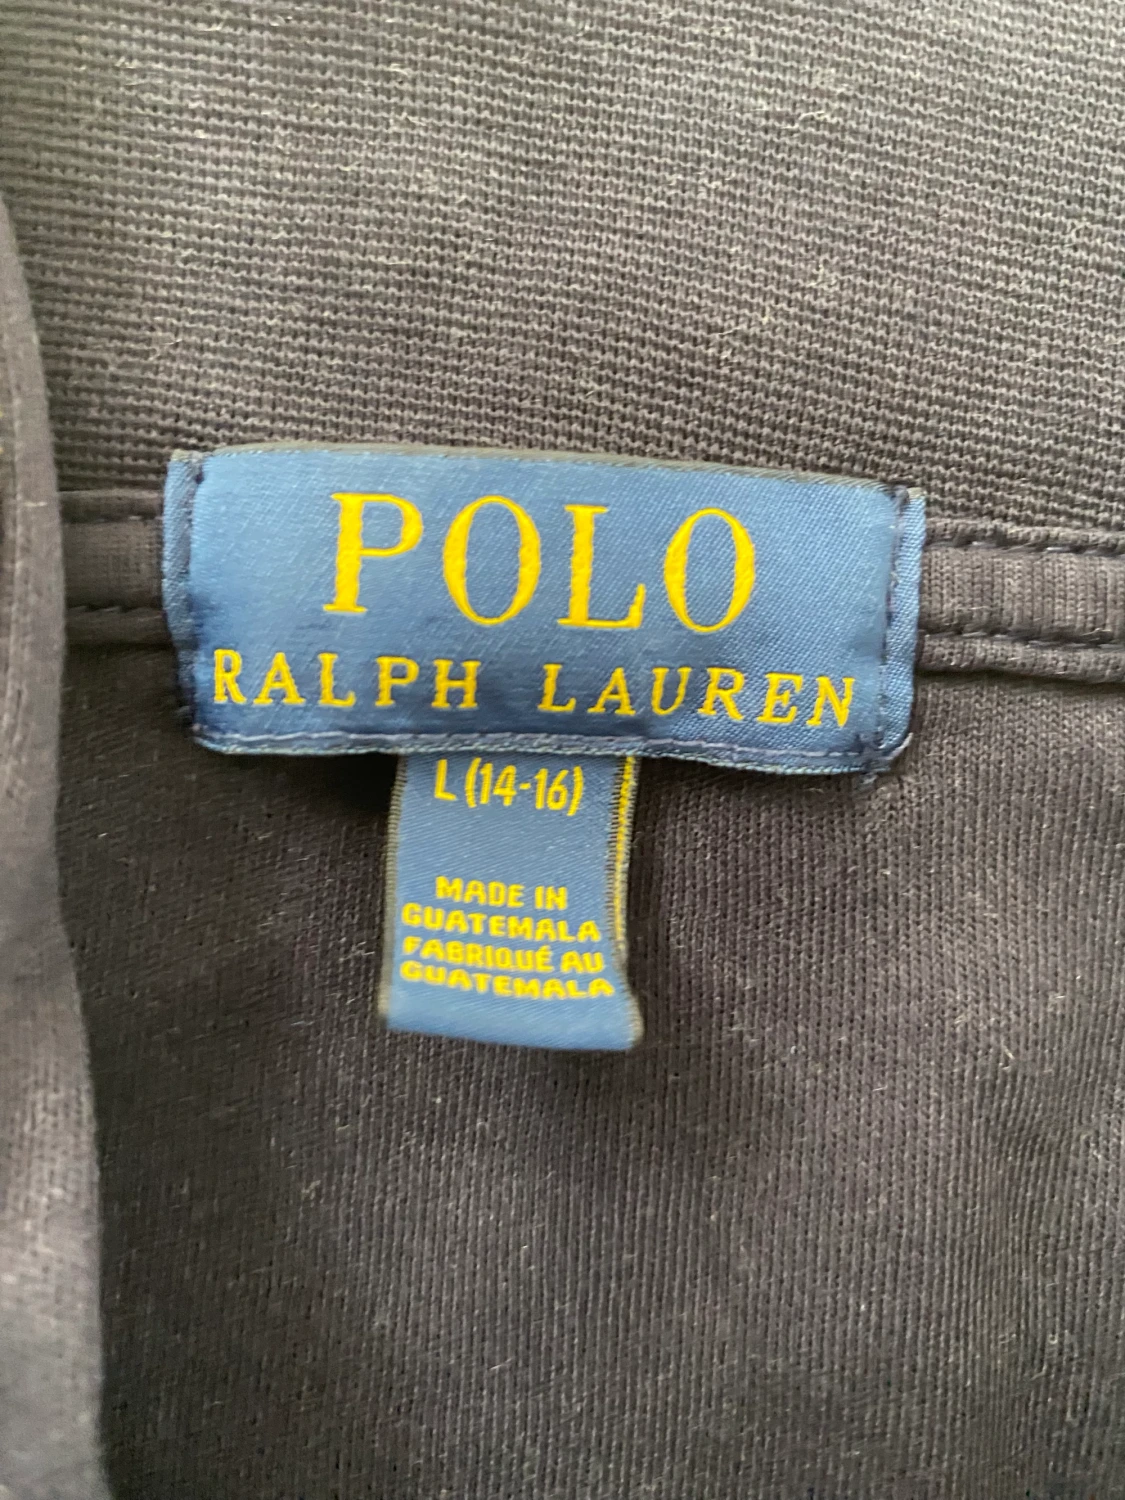 POLO
RALPH LAUREN
L (14-16)
MADE IN
GUATEMALA
FABRIQUÉ AU
GUATEMALA